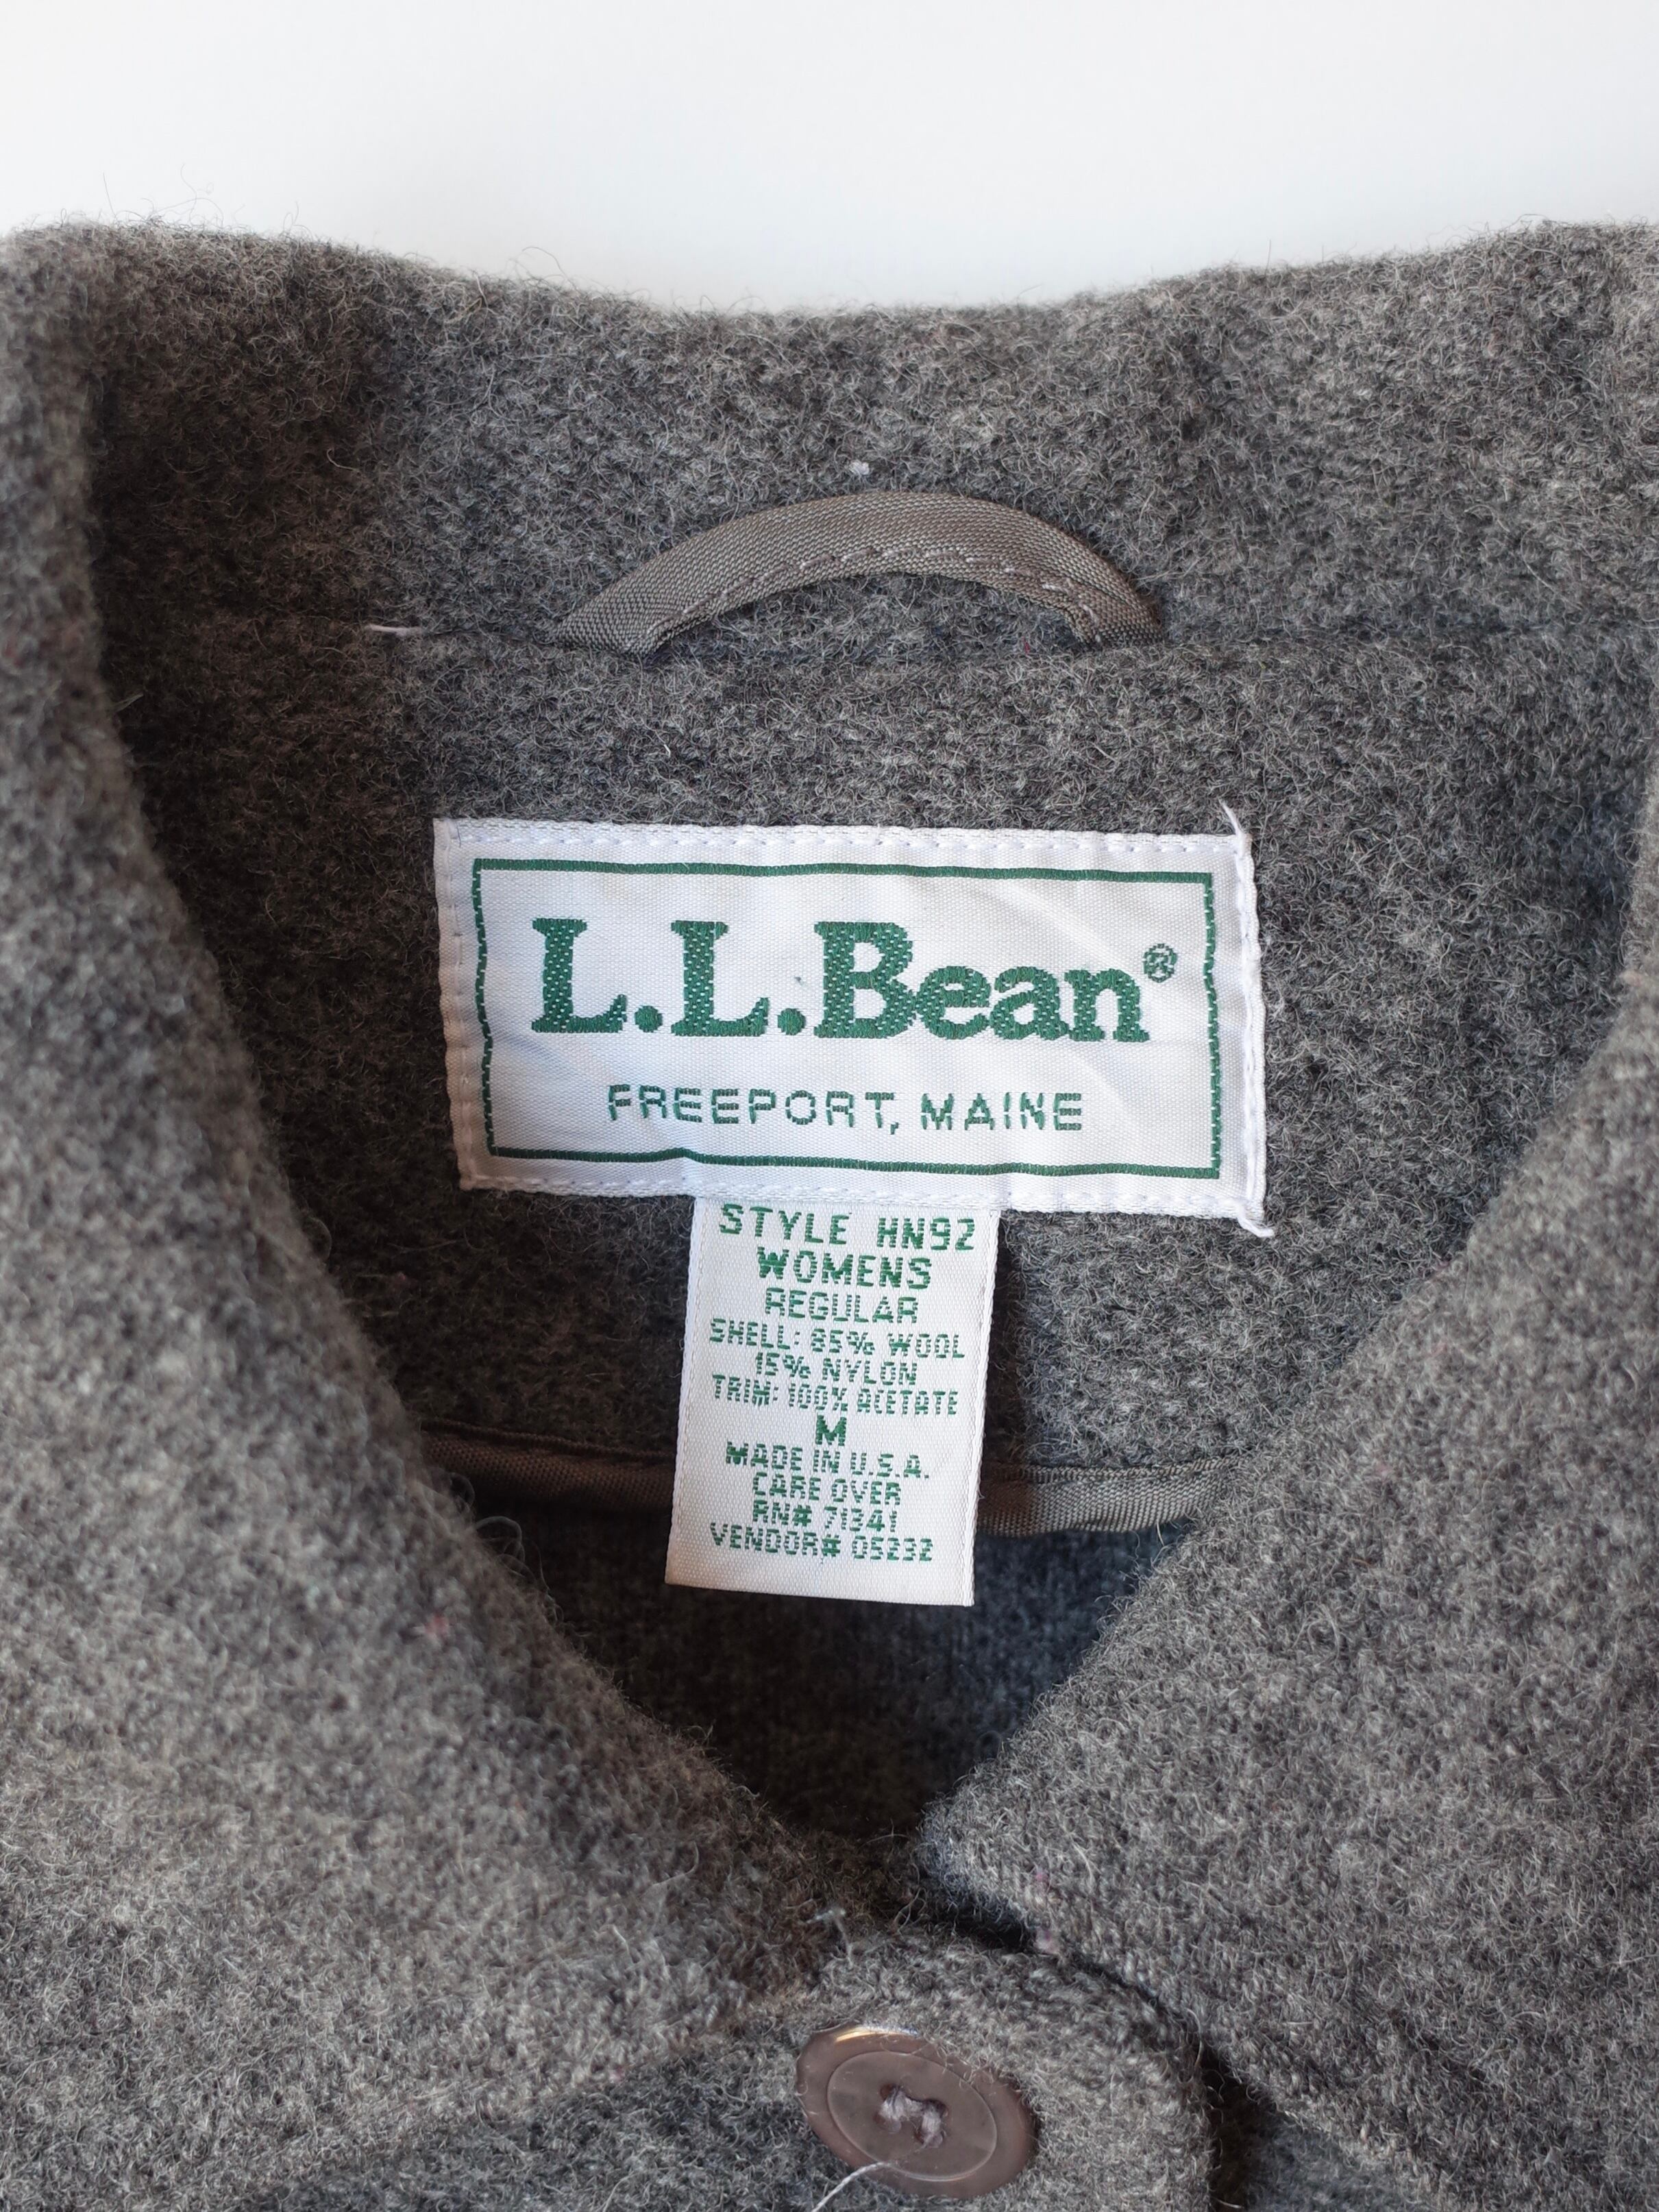 L.L.Bean®
FREEPORT, MAINE
STYLE HN92
WOMENS
REGULAR
SHELL: 85% WOOL
15% NYLON
TRIM: 100% ACETATE
M
MADE IN U.S.A.
CARE OVER
RN# 71341
VENDOR# 05232